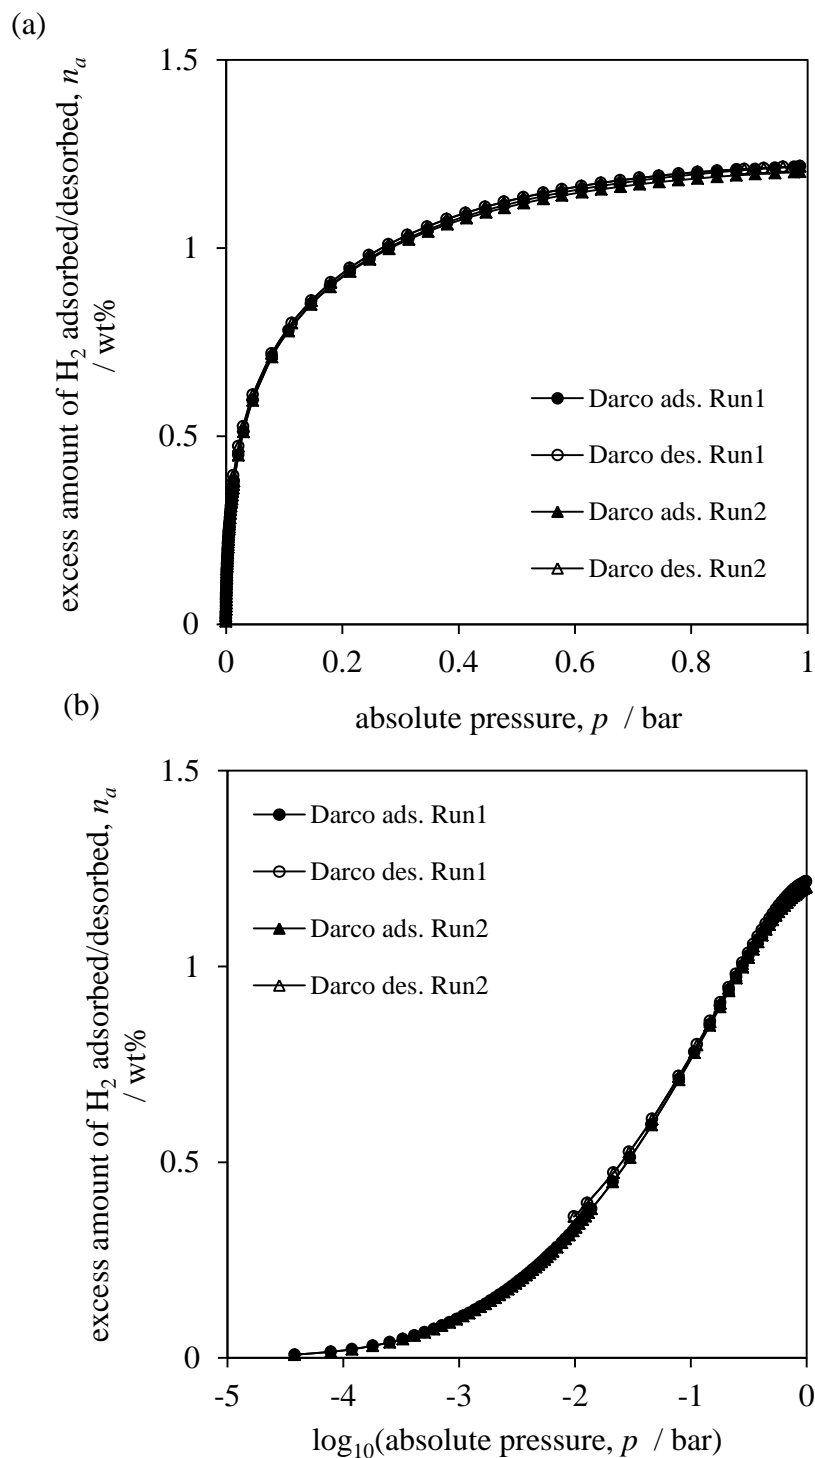 (a)
excess amount of H2 adsorbed/desorbed, na
/ wt%
1.5
1
0.5
0
Darco ads. Run1
Darco des. Run1
Darco ads. Run2
Darco des. Run2
0 0.2 0.4 0.6 0.8 1
absolute pressure, p / bar
(b)
excess amount of H2 adsorbed/desorbed, na
/ wt%
1.5
1
0.5
0
Darco ads. Run1
Darco des. Run1
Darco ads. Run2
Darco des. Run2
-5 -4 -3 -2 -1 0
log10(absolute pressure, p / bar)